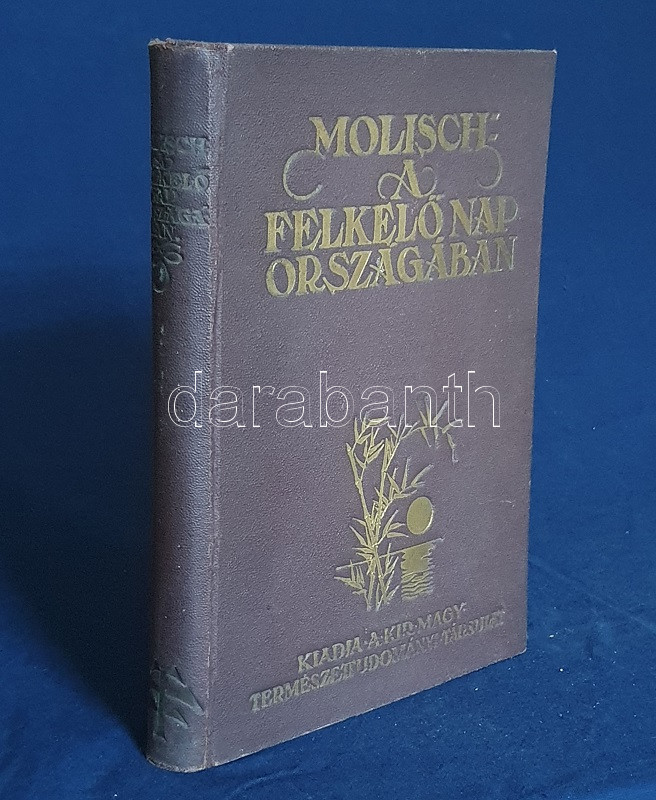 MOLISCH:
A
FELKELŐ NAP
ORSZÁGÁBAN
KIADJA·A·KIR·MAGY·
TERMÉSZETTUDOMÁNYI·TÁRSULAT
darabanth